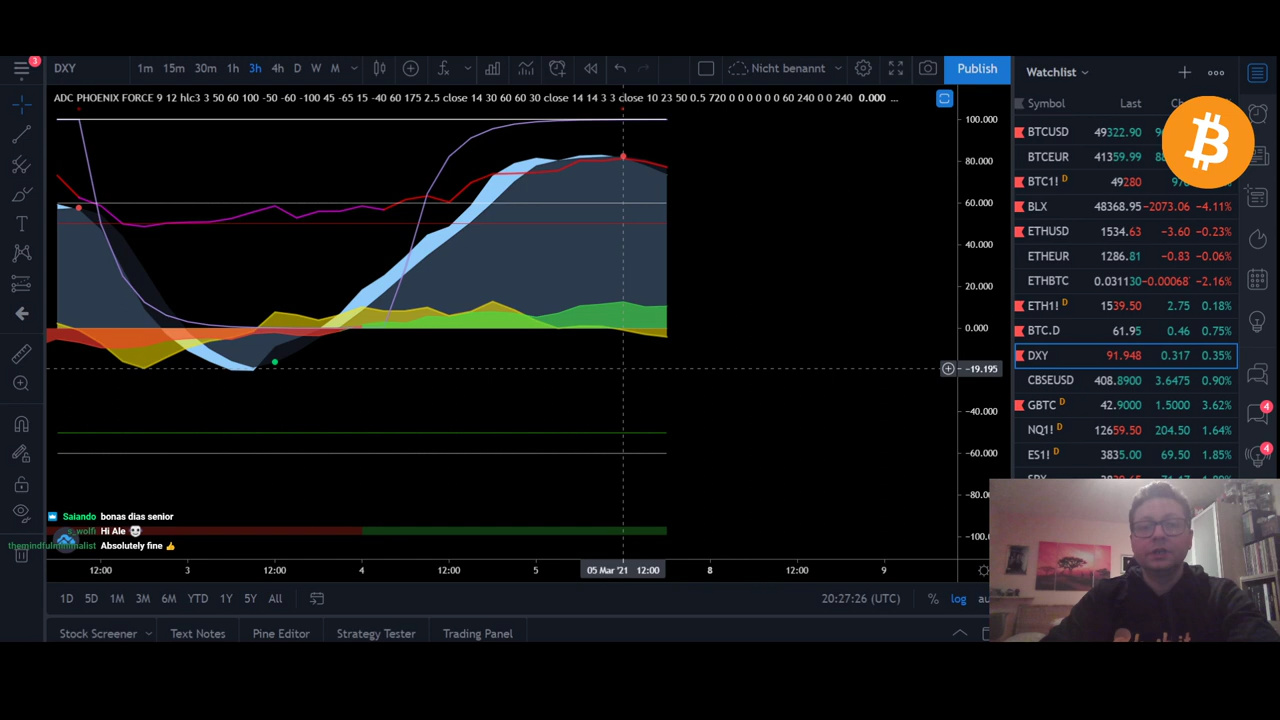 3
DXY 1m 15m 30m 1h 3h 4h D W M Nicht benannt Publish
Watchlist
ADC PHOENIX FORCE 9 12 hlc3 3 50 60 100 -50 -60 -100 45 -65 15 -40 60 175 2.5 close 14 30 60 60 30 close 14 14 3 3 close 10 23 50 0.5 720 0 0 0 0 0 0 60 240 0 0 240 0.000 ...
Symbol Last
100.000
80.000
60.000
40.000
20.000
0.000
−19.195
−40.000
−60.000
BTCUSD 49322.90
BTCEUR 41359.99
BTC1! D 49280
BLX 48368.95 −2073.06 −4.11%
ETHUSD 1534.63 −3.60 −0.23%
ETHEUR 1286.81 −0.83 −0.06%
ETHBTC 0.031130 −0.00068 −2.16%
ETH1! D 1539.50 2.75 0.18%
BTC.D 61.95 0.46 0.75%
DXY 91.948 0.317 0.35%
CBSEUSD 408.8900 3.6475 0.90%
GBTC D 42.9000 1.5000 3.62%
NQ1! D 12659.50 204.50 1.64%
ES1! D 3835.00 69.50 1.85%
4
4
Saiando bonas dias senior
s_wolfi Hi Ale
themindfulminimalist Absolutely fine
12:00 3 12:00 4 12:00 5 05 Mar '21 12:00 8 12:00 9
1D 5D 1M 3M 6M YTD 1Y 5Y All 20:27:26 (UTC) % log
Stock Screener Text Notes Pine Editor Strategy Tester Trading Panel